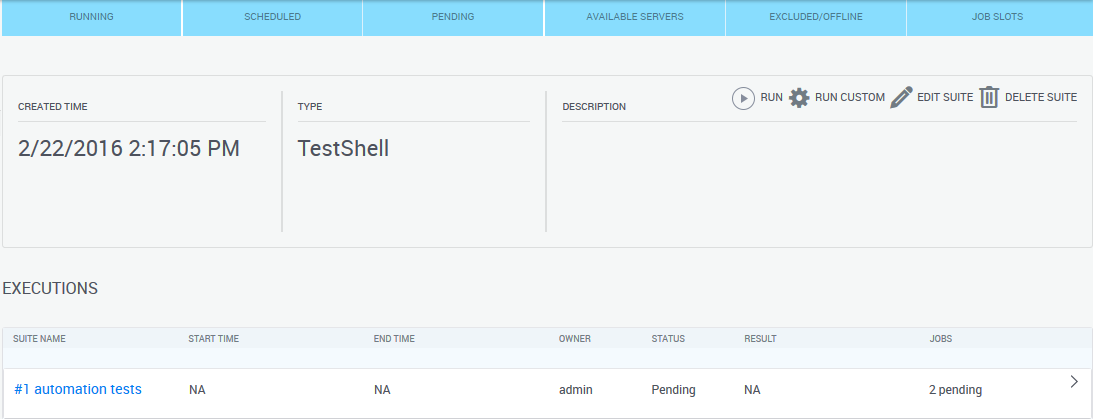 RUNNING SCHEDULED PENDING AVAILABLE SERVERS EXCLUDED/OFFLINE JOB SLOTS
RUN RUN CUSTOM EDIT SUITE DELETE SUITE
CREATED TIME TYPE DESCRIPTION
2/22/2016 2:17:05 PM TestShell
EXECUTIONS
SUITE NAME START TIME END TIME OWNER STATUS RESULT JOBS
#1 automation tests NA NA admin Pending NA 2 pending